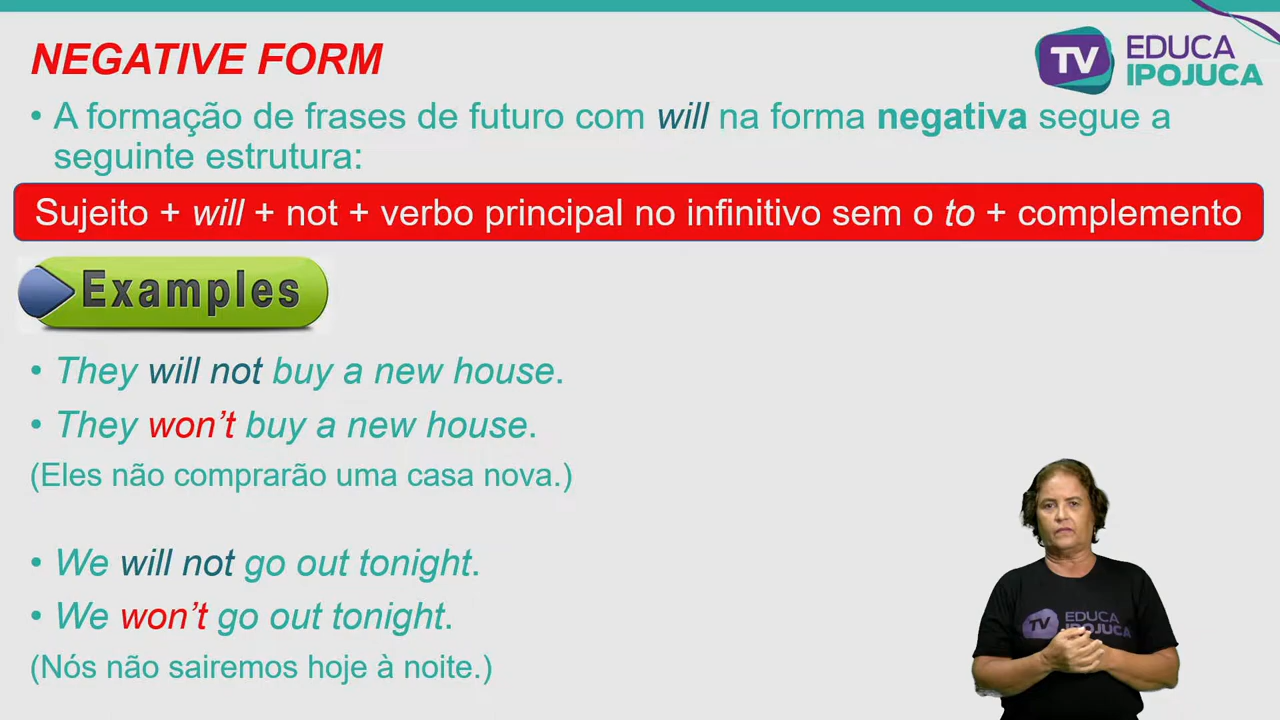 NEGATIVE FORM
TV EDUCA
IPOJUCA
• A formação de frases de futuro com will na forma negativa segue a
seguinte estrutura:
Sujeito + will + not + verbo principal no infinitivo sem o to + complemento
Examples
• They will not buy a new house.
• They won’t buy a new house.
(Eles não comprarão uma casa nova.)
• We will not go out tonight.
• We won’t go out tonight.
(Nós não sairemos hoje à noite.)
TV EDUCA
IPOJUCA